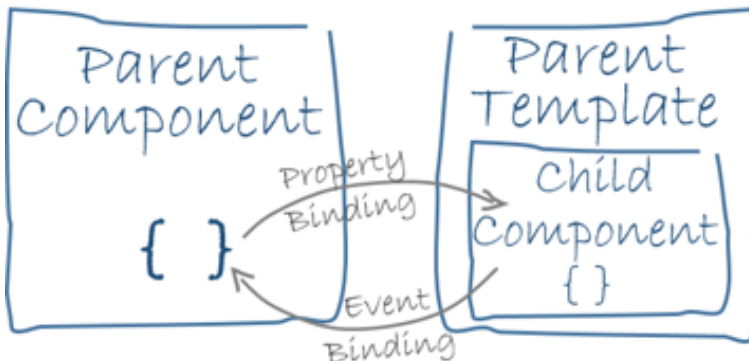 Parent
Component
{ }
Property
Binding
Event
Binding
Parent
Template
Child
Component
{ }